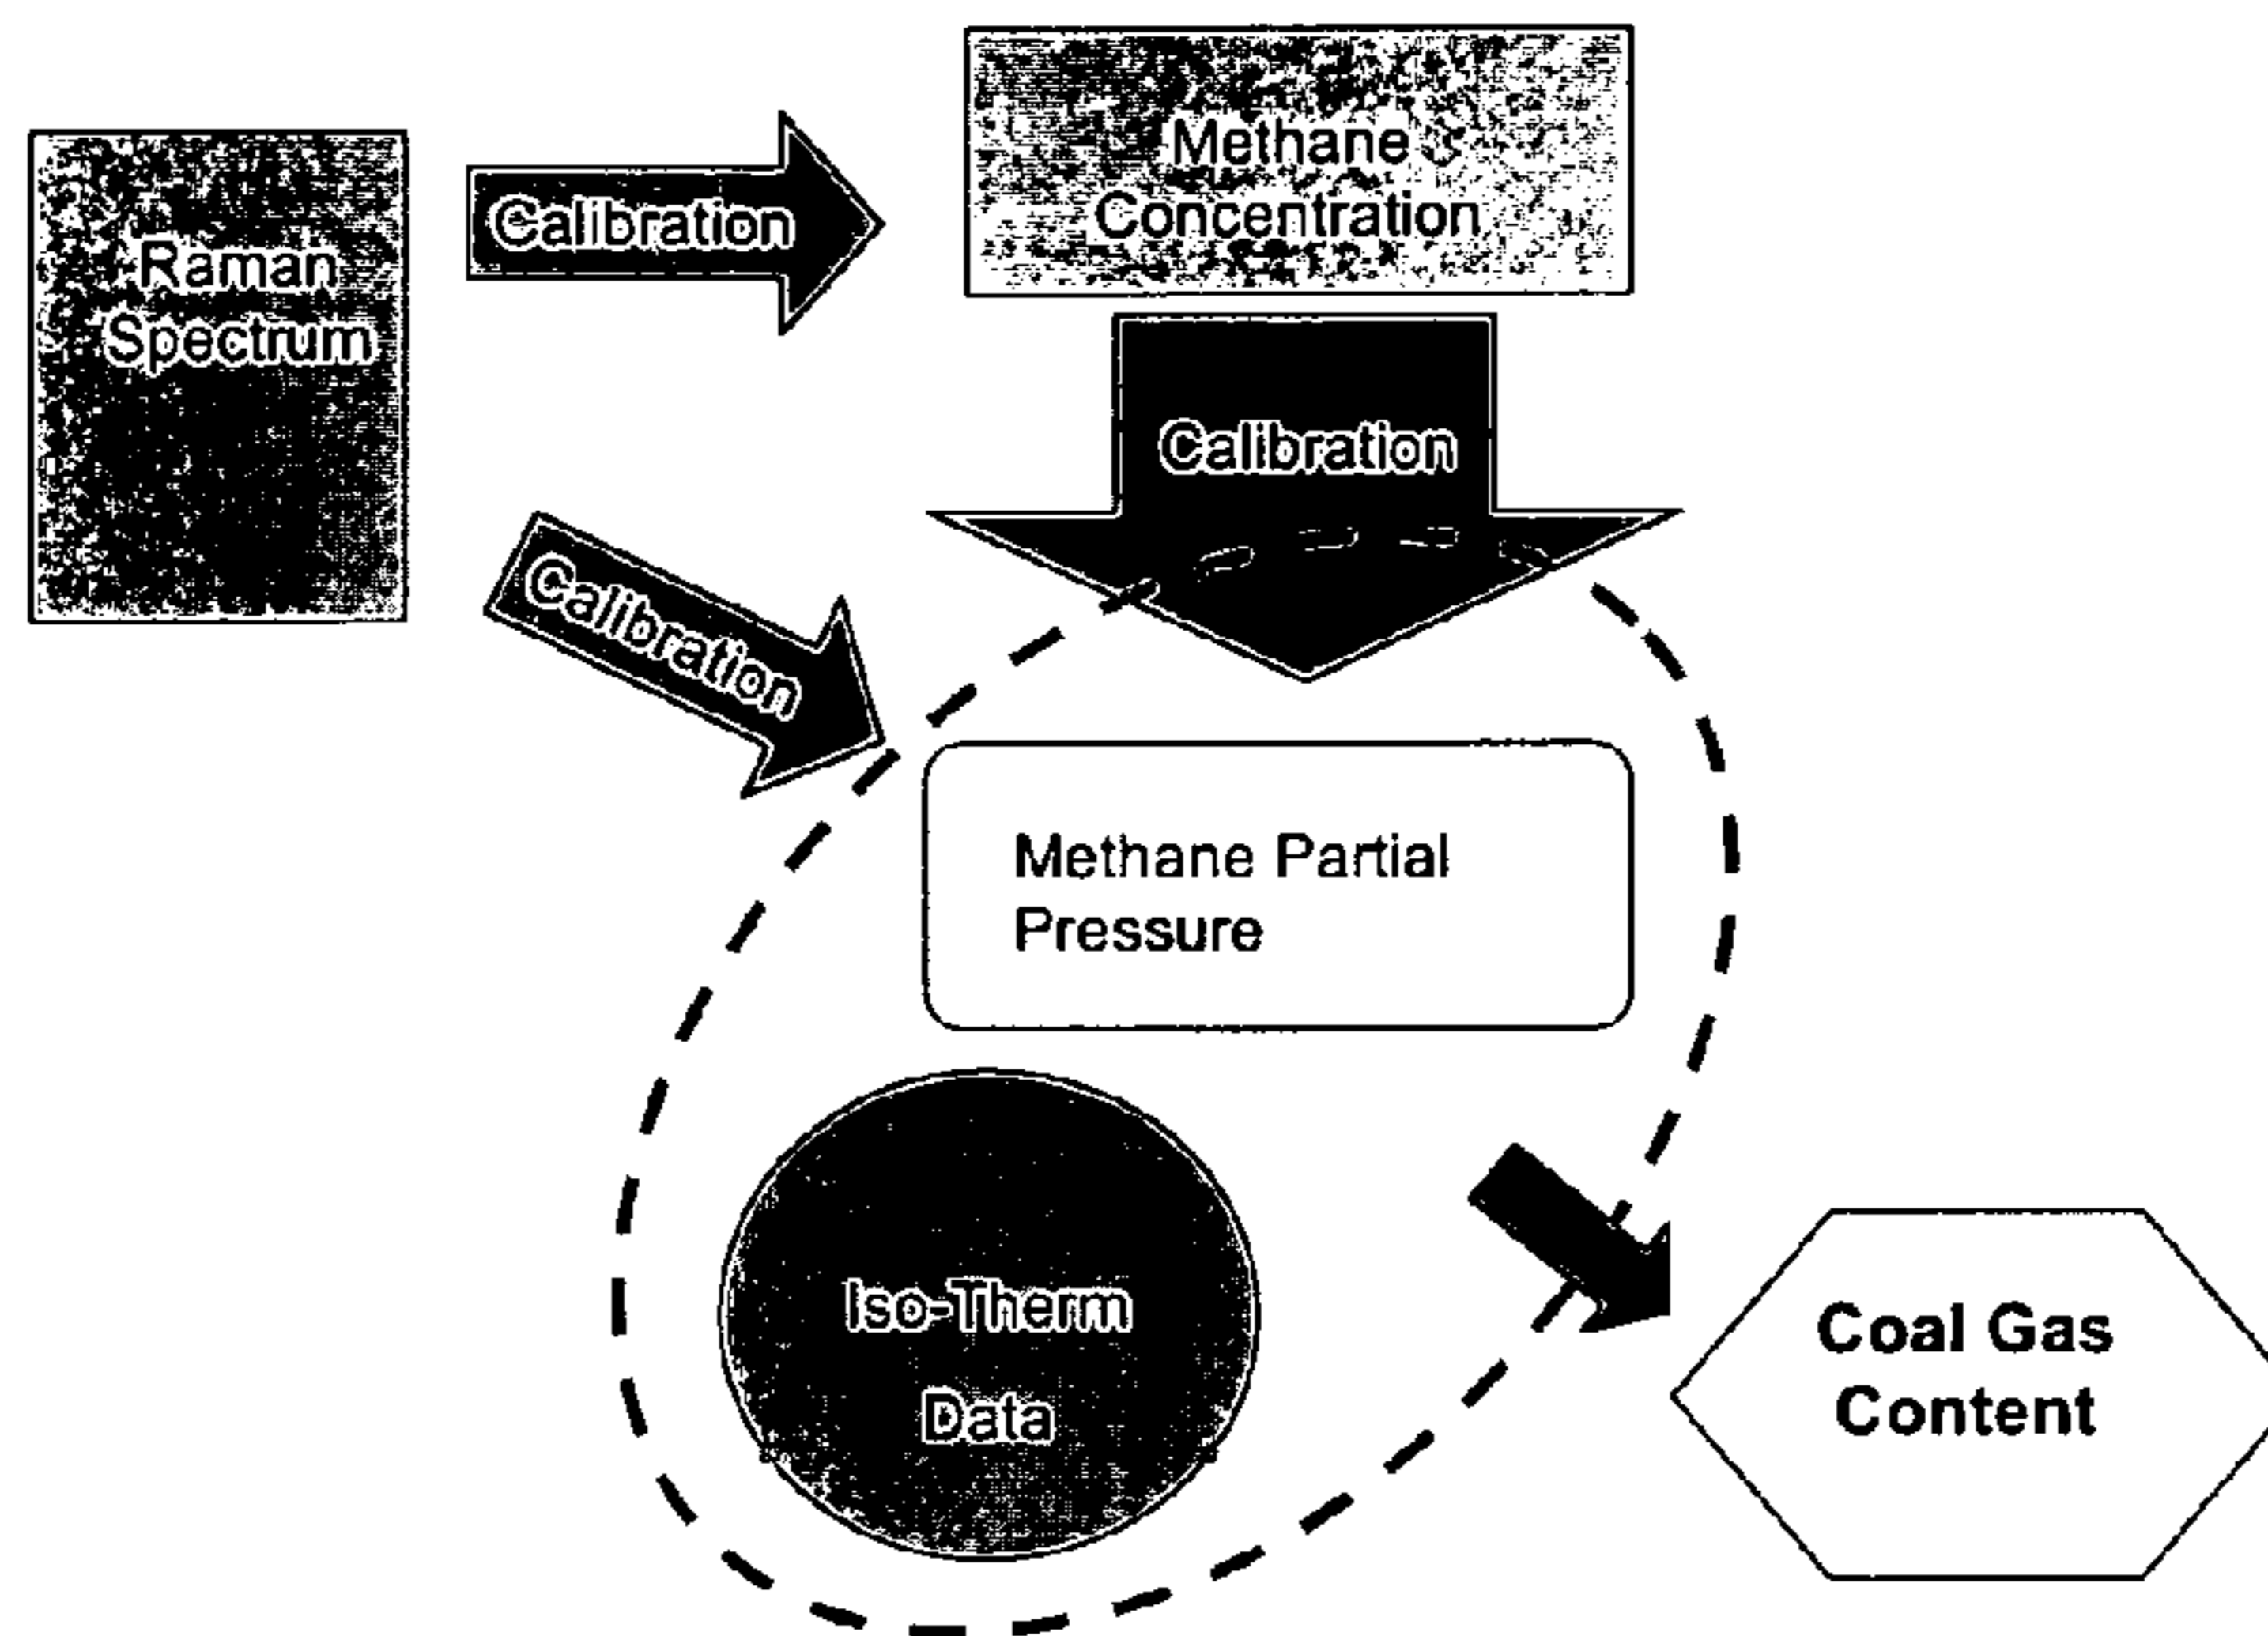 Raman
Spectrum
Calibration
Methane
Concentration
Calibration
Calibration
Methane Partial
Pressure
Iso-Therm
Data
Coal Gas
Content